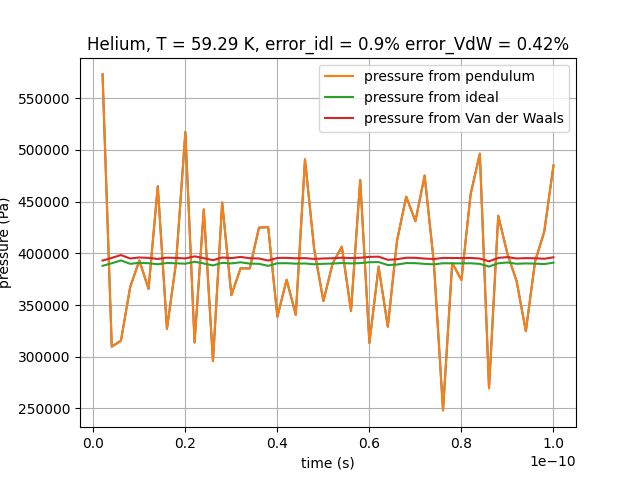 Helium, T = 59.29 K, error_idl = 0.9% error_VdW = 0.42%
pressure from pendulum
pressure from ideal
pressure from Van der Waals
pressure (Pa)
550000
500000
450000
400000
350000
300000
250000
0.0 0.2 0.4 0.6 0.8 1.0
1e−10
time (s)